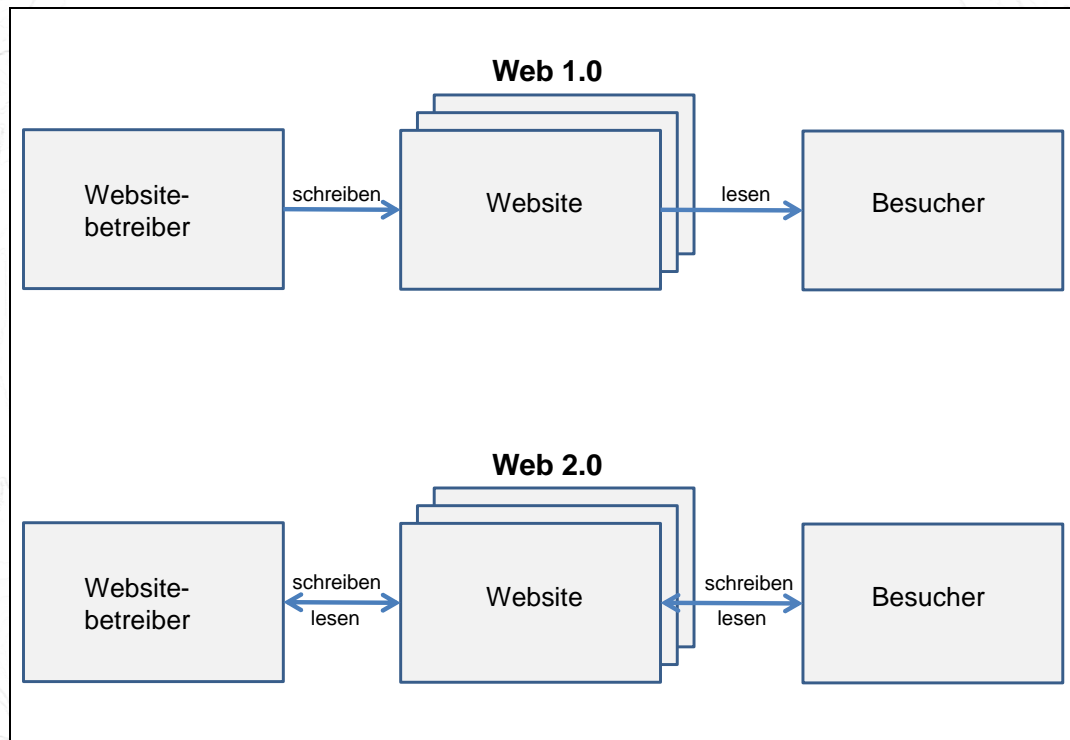 Web 1.0
Website-
betreiber
schreiben
Website
lesen
Besucher
Web 2.0
Website-
betreiber
schreiben
lesen
Website
schreiben
lesen
Besucher